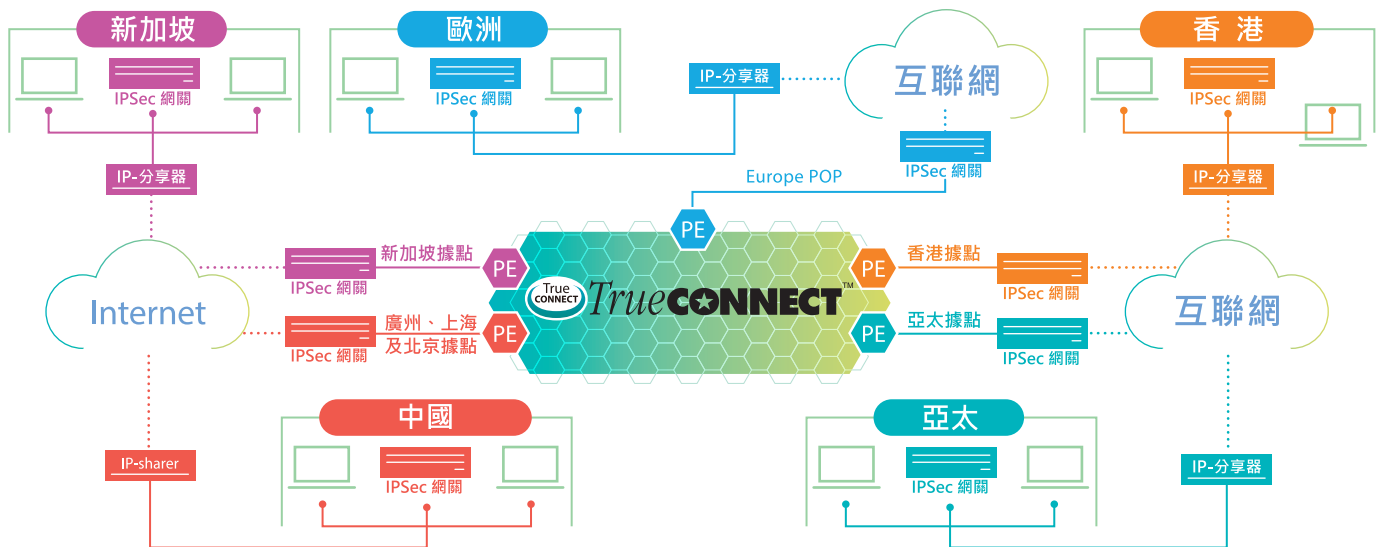 新加坡
歐洲
香港
IPSec 網關
IPSec 網關
IP-分享器
互聯網
IPSec 網關
IPSec 網關
IP-分享器
IP-分享器
Europe POP
PE
新加坡據點
PE
香港據點
PE
IPSec 網關
IPSec 網關
Internet
True CONNECT
TrueCONNECT™
互聯網
廣州、上海
及北京據點
PE
亞太據點
PE
IPSec 網關
IPSec 網關
中國
亞太
IP-sharer
IPSec 網關
IPSec 網關
IP-分享器